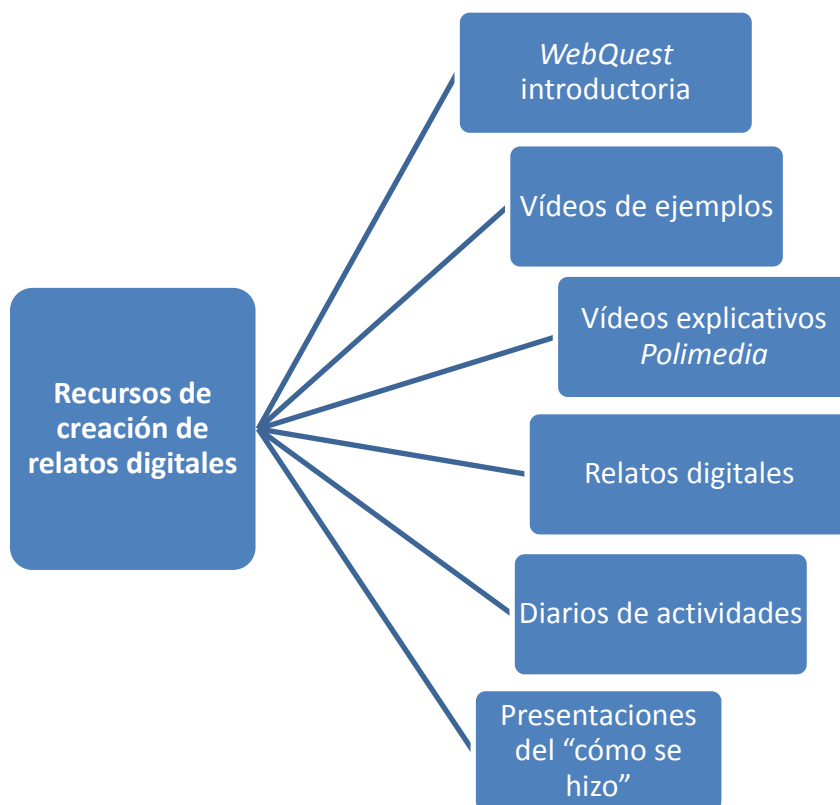 WebQuest
introductoria
Vídeos de ejemplos
Vídeos explicativos
Polimedia
Recursos de
creación de
relatos digitales
Relatos digitales
Diarios de actividades
Presentaciones
del “cómo se
hizo”